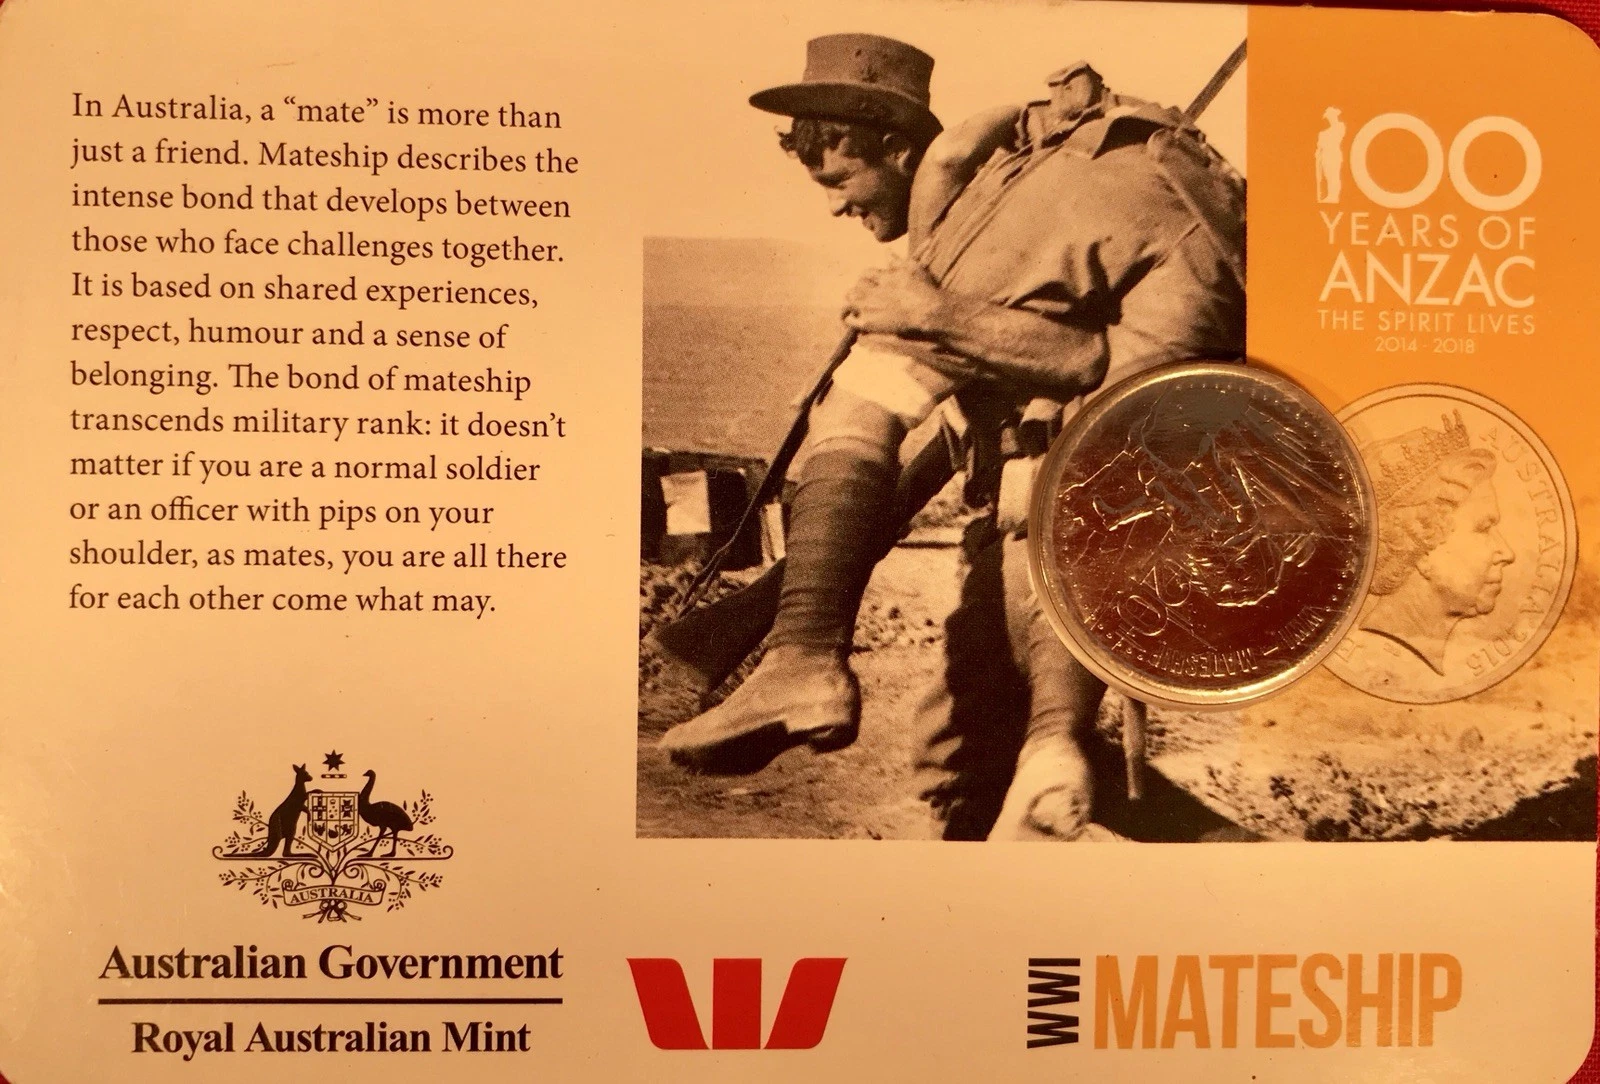 In Australia, a “mate” is more than
just a friend. Mateship describes the
intense bond that develops between
those who face challenges together.
It is based on shared experiences,
respect, humour and a sense of
belonging. The bond of mateship
transcends military rank: it doesn’t
matter if you are a normal soldier
or an officer with pips on your
shoulder, as mates, you are all there
for each other come what may.
AUSTRALIA
Australian Government
Royal Australian Mint
100
YEARS OF
ANZAC
THE SPIRIT LIVES
2014 - 2018
20
WWI – MATESHIP
AUSTRALIA 2015
WWI
MATESHIP